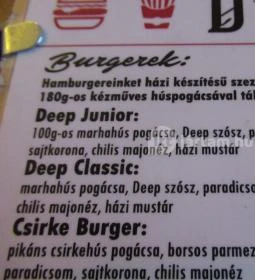 D
Burgerek:
Hamburgereinket házi készítésű
180g-os kézműves húspogácsával
Deep Junior:
100g-os marhahús pogácsa, Deep szósz,
sajtkorona, chilis majonéz, házi mustár
Deep Classic:
marhahús pogácsa, Deep szósz,
chilis majonéz, házi mustár
Csirke Burger:
pikáns csirkehús pogácsa, borsos
paradicsom, sajtkorona, chilis majonéz